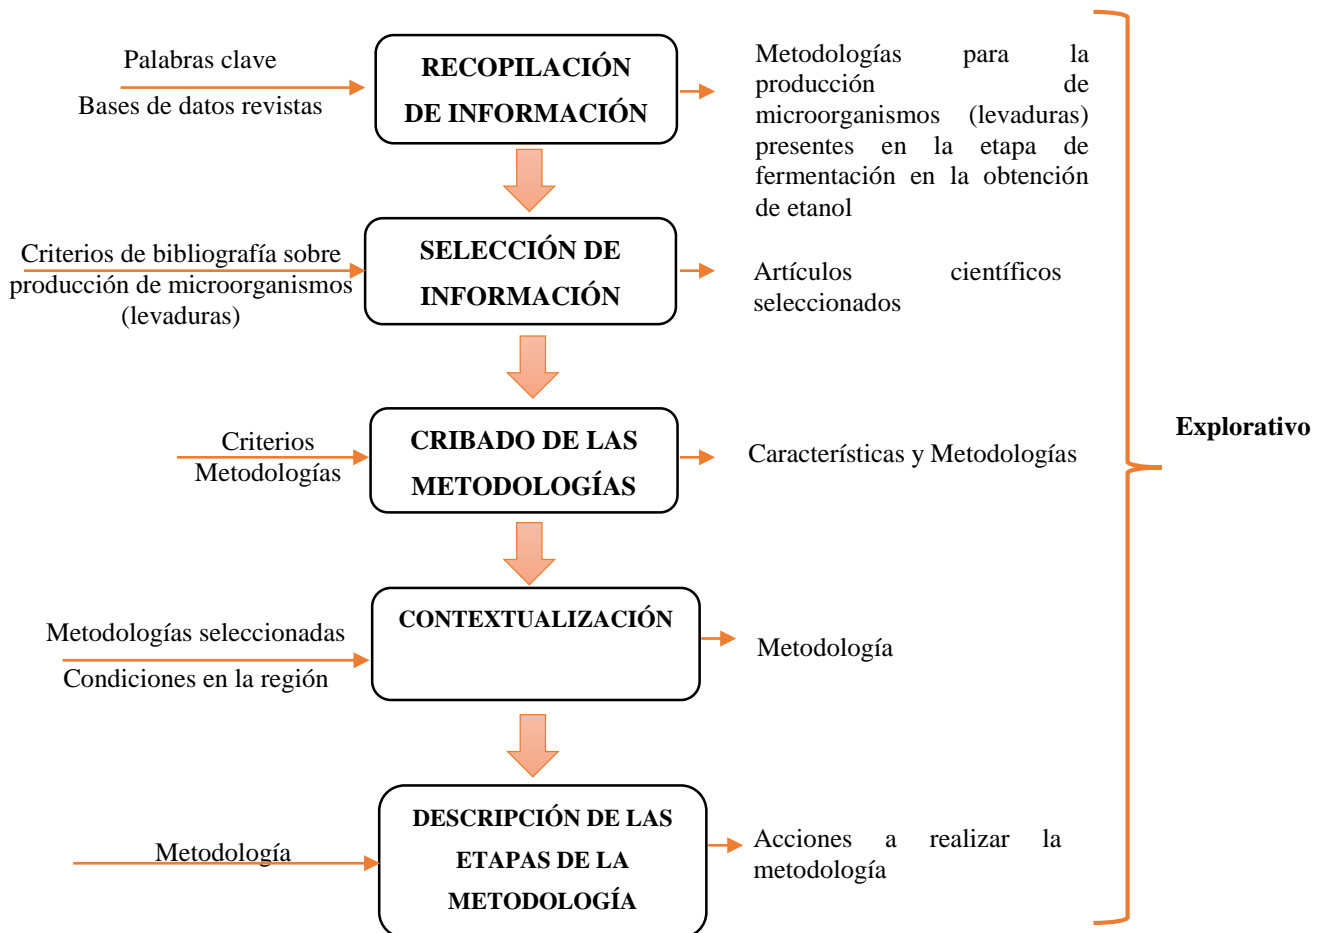 Palabras clave
Bases de datos revistas
RECOPILACIÓN
DE INFORMACIÓN
Metodologías para la
producción de
microorganismos (levaduras)
presentes en la etapa de
fermentación en la obtención
de etanol
Criterios de bibliografía sobre
producción de microorganismos
(levaduras)
SELECCIÓN DE
INFORMACIÓN
Artículos científicos
seleccionados
Criterios
Metodologías
CRIBADO DE LAS
METODOLOGÍAS
Características y Metodologías
Explorativo
Metodologías seleccionadas
Condiciones en la región
CONTEXTUALIZACIÓN
Metodología
Metodología
DESCRIPCIÓN DE LAS
ETAPAS DE LA
METODOLOGÍA
Acciones a realizar la
metodología